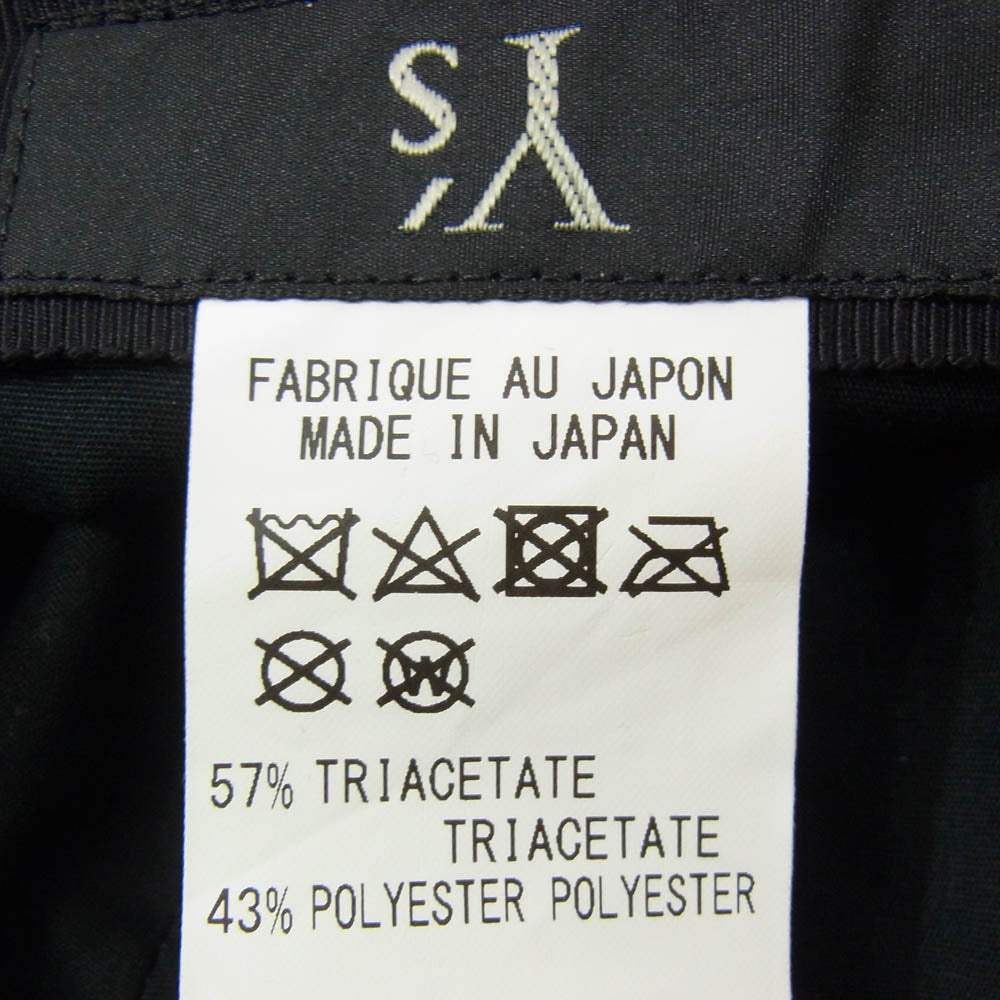 Y's
FABRIQUE AU JAPON
MADE IN JAPAN
W
57% TRIACETATE
TRIACETATE
43% POLYESTER POLYESTER